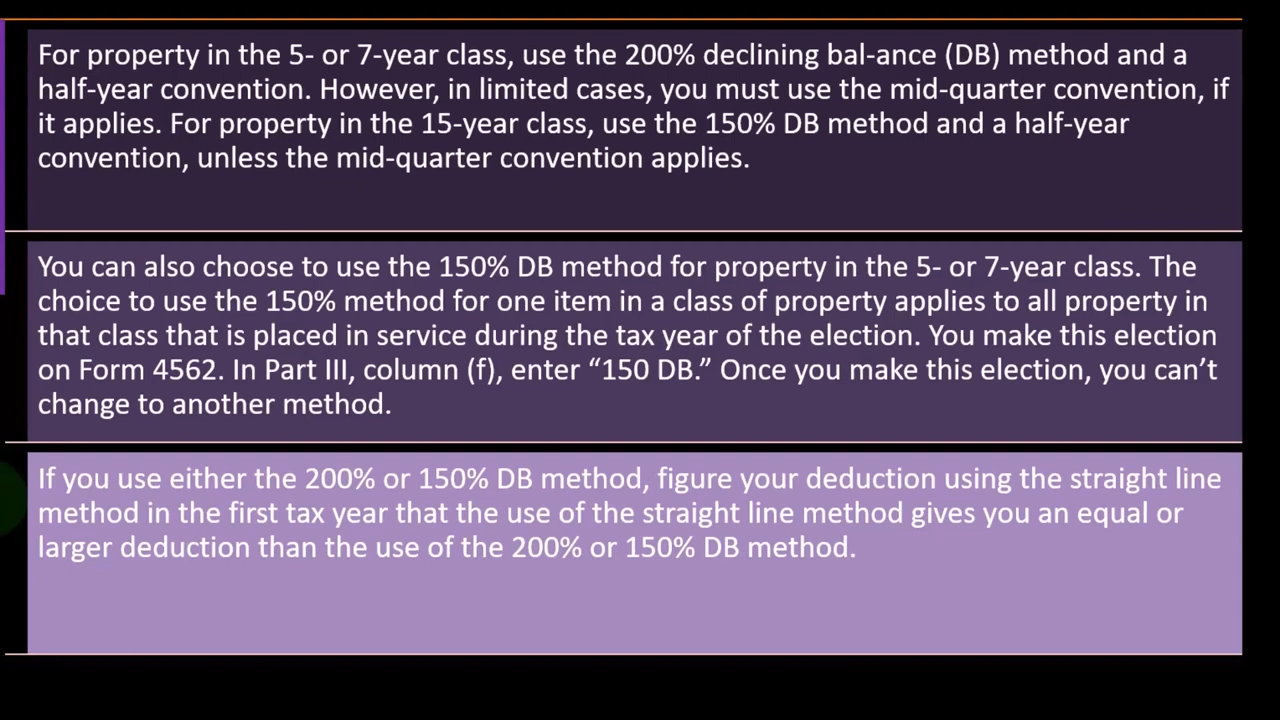 For property in the 5- or 7-year class, use the 200% declining bal-ance (DB) method and a
half-year convention. However, in limited cases, you must use the mid-quarter convention, if
it applies. For property in the 15-year class, use the 150% DB method and a half-year
convention, unless the mid-quarter convention applies.
You can also choose to use the 150% DB method for property in the 5- or 7-year class. The
choice to use the 150% method for one item in a class of property applies to all property in
that class that is placed in service during the tax year of the election. You make this election
on Form 4562. In Part III, column (f), enter “150 DB.” Once you make this election, you can’t
change to another method.
If you use either the 200% or 150% DB method, figure your deduction using the straight line
method in the first tax year that the use of the straight line method gives you an equal or
larger deduction than the use of the 200% or 150% DB method.